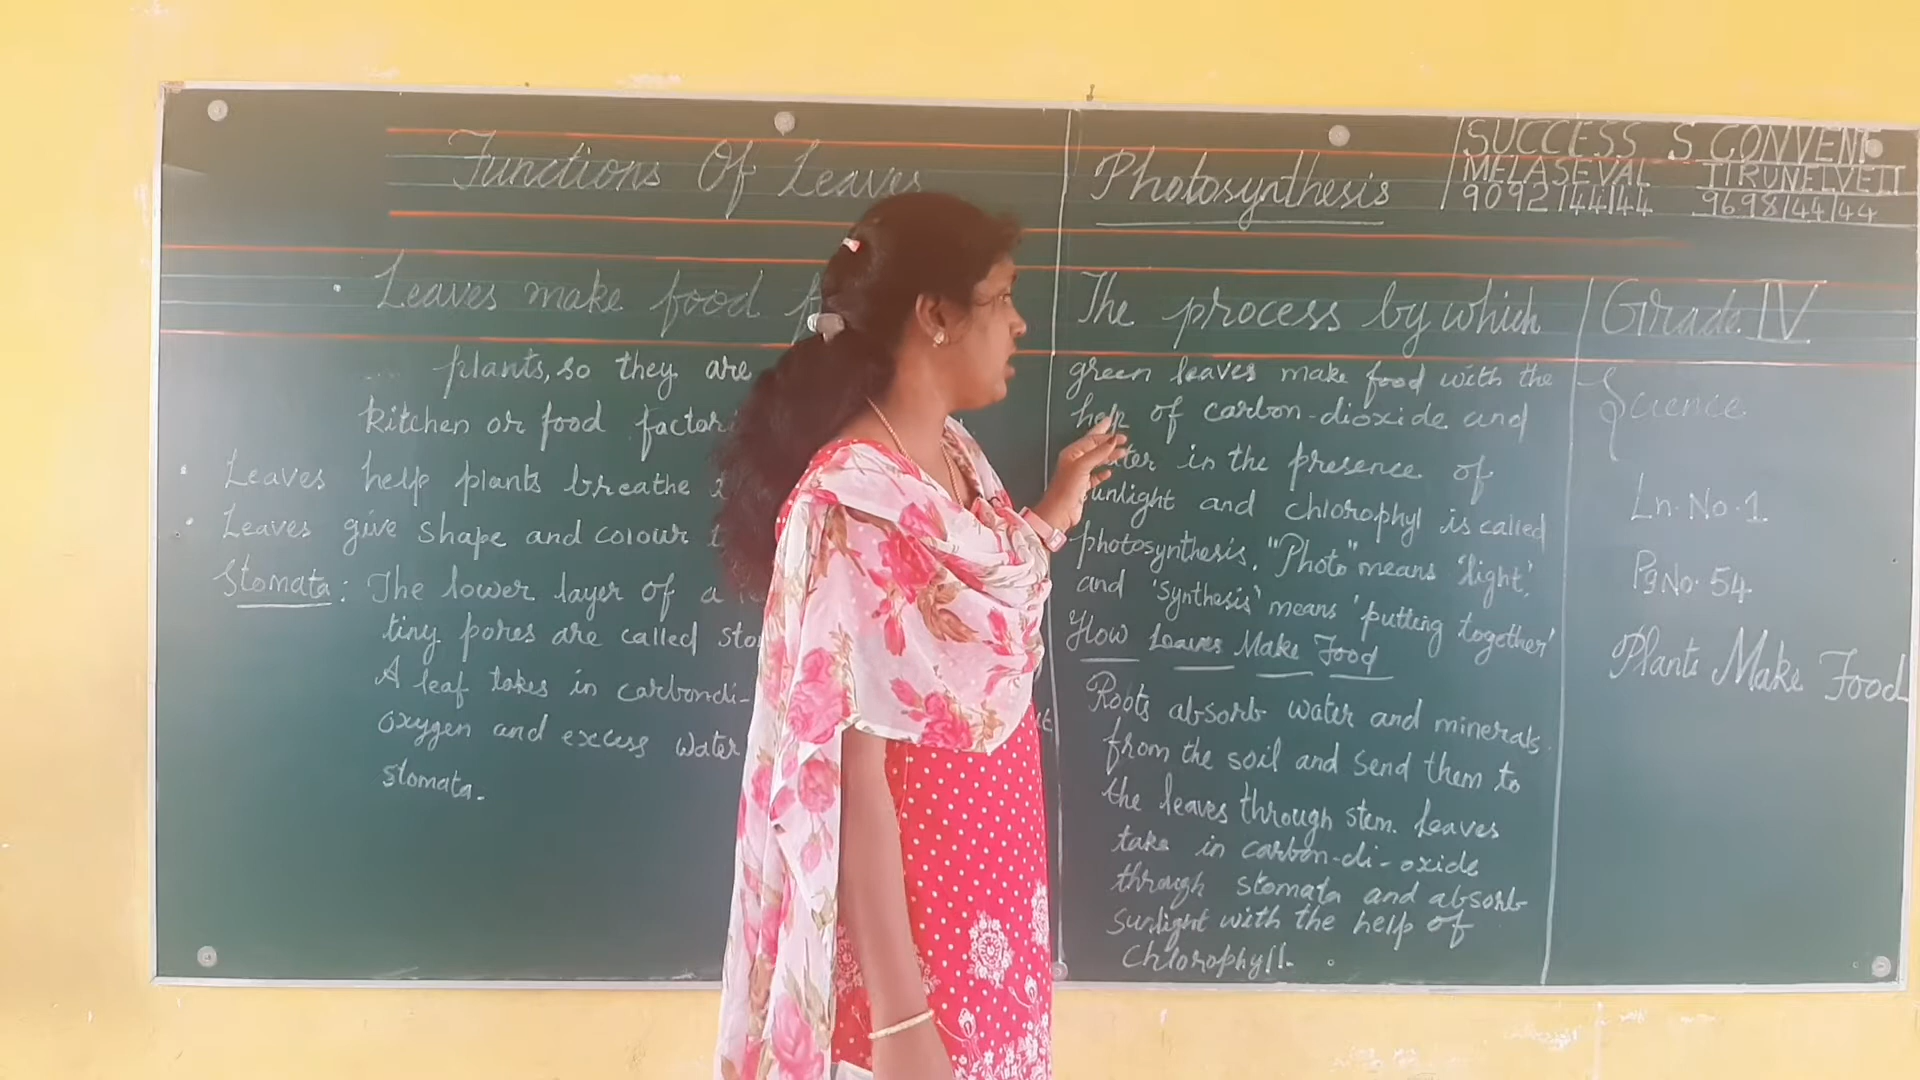 Functions Of Leaves
Leaves make food
plants, so they are
kitchen or food
Leaves help plants breathe
Leaves give shape and colour
Stomata: The lower layer of a
tiny pores are called
A leaf takes in carbondi-
oxygen and excess water
stomata.
Photosynthesis
The process by which
green leaves make food with the
help of carbon-dioxide and
in the presence of
sunlight and chlorophyl is called
photosynthesis. "Photo" means 'light'.
and 'Synthesis' means 'putting together'
How Leaves Make Food
Roots absorb water and minerals
from the soil and send them to
the leaves through stem. Leaves
take in carbon-di-oxide
through stomata and absorb
sunlight with the help of
Chlorophyll.
SUCCESS S CONVENT
MELASEVAL TIRUNELVELI
9092144144 9698144144
Grade IV
Science
Ln. No. 1
Pg No. 54
Plants Make Food